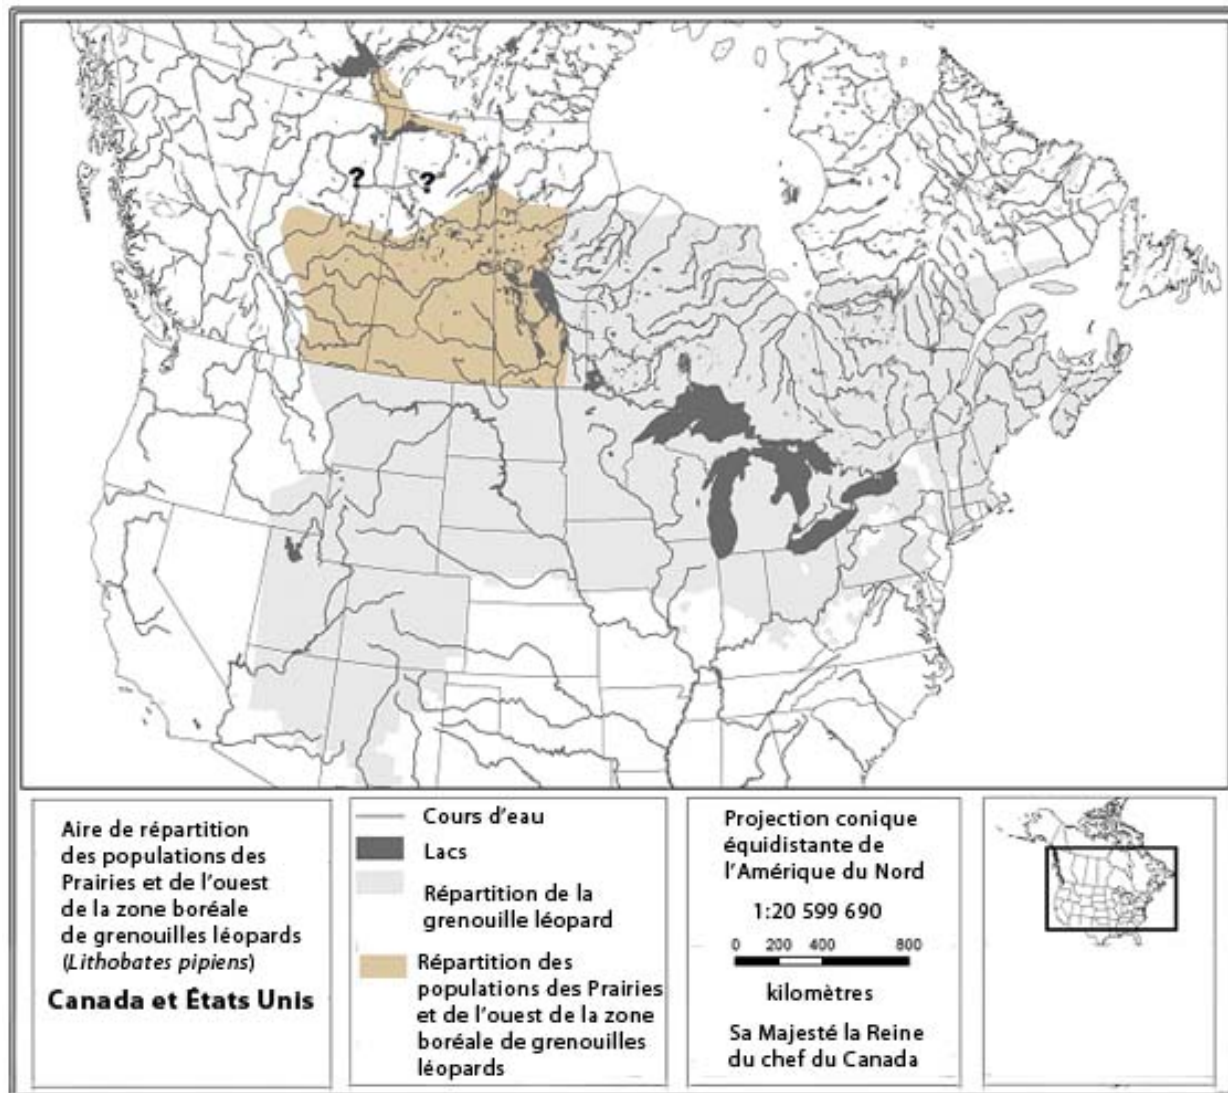 ?
?
Aire de répartition
des populations des
Prairies et de l'ouest
de la zone boréale
de grenouilles léopards
(Lithobates pipiens)
Canada et États Unis
Cours d'eau
Lacs
Répartition de la
grenouille léopard
Répartition des
populations des Prairies
et de l'ouest de la zone
boréale de grenouilles
léopards
Projection conique
équidistante de
l'Amérique du Nord
1:20 599 690
0 200 400 800
kilomètres
Sa Majesté la Reine
du chef du Canada